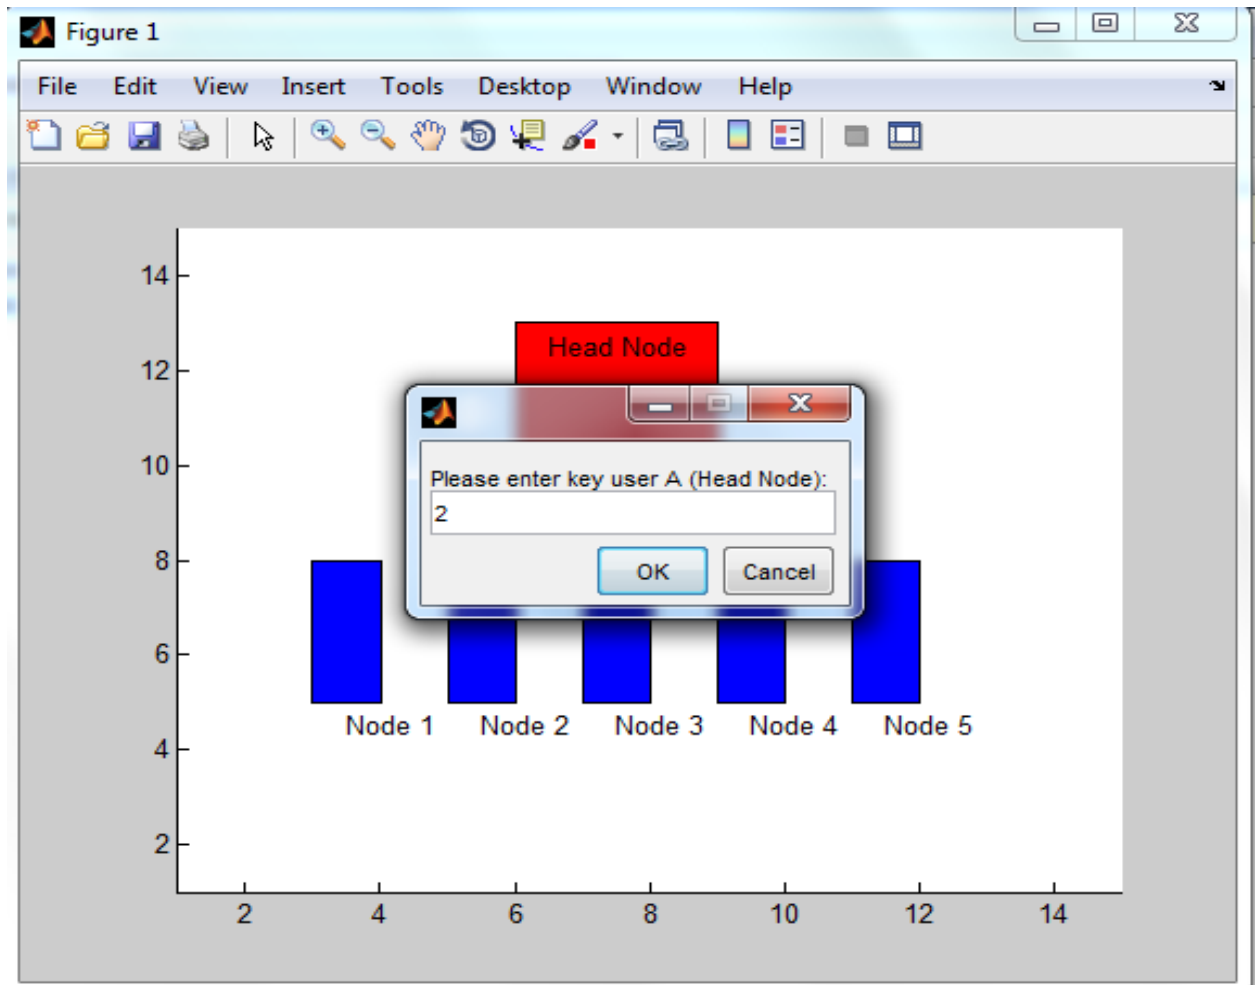 Figure 1
File Edit View Insert Tools Desktop Window Help
14
Head Node
12
10
Please enter key user A (Head Node):
2
OK Cancel
8
6
Node 1 Node 2 Node 3 Node 4 Node 5
4
2
2 4 6 8 10 12 14